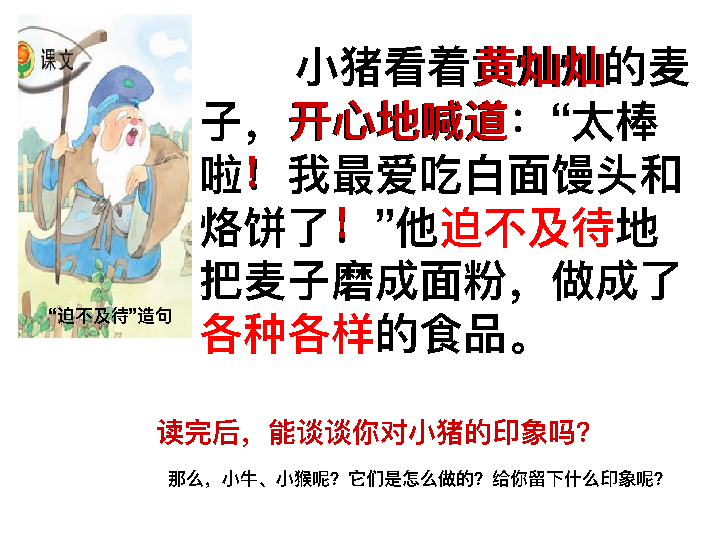 课文
小猪看着黄灿灿的麦
子，开心地喊道：“太棒
啦！我最爱吃白面馒头和
烙饼了！”他迫不及待地
把麦子磨成面粉，做成了
各种各样的食品。
“迫不及待”造句
读完后，能谈谈你对小猪的印象吗？
那么，小牛、小猴呢？它们是怎么做的？给你留下什么印象呢？